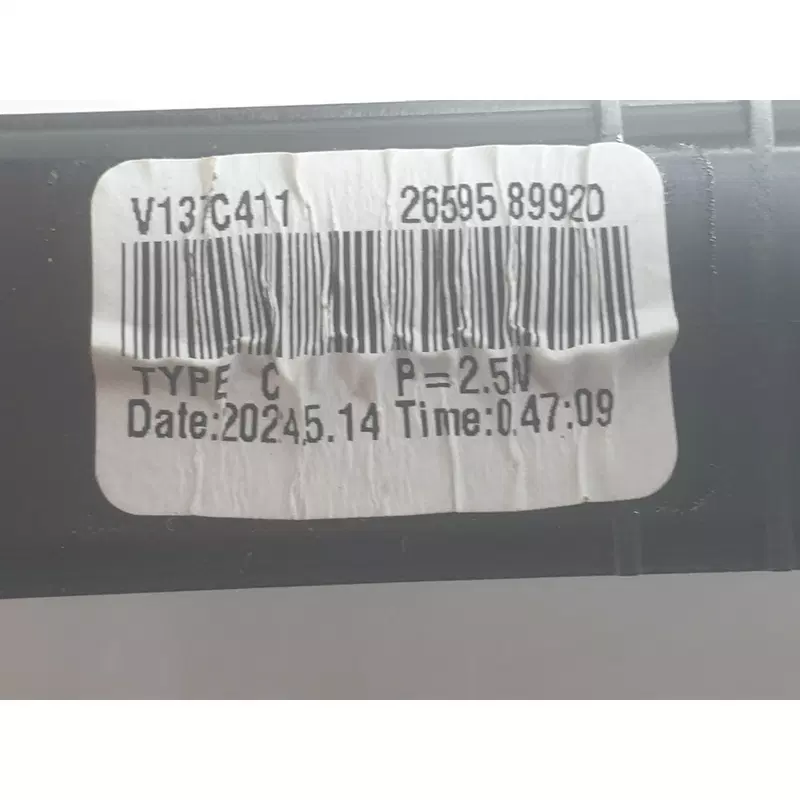 V137C411 26595 8992D
TYPE C P=2.5N
Date:2024.5.14 Time:0.47:09